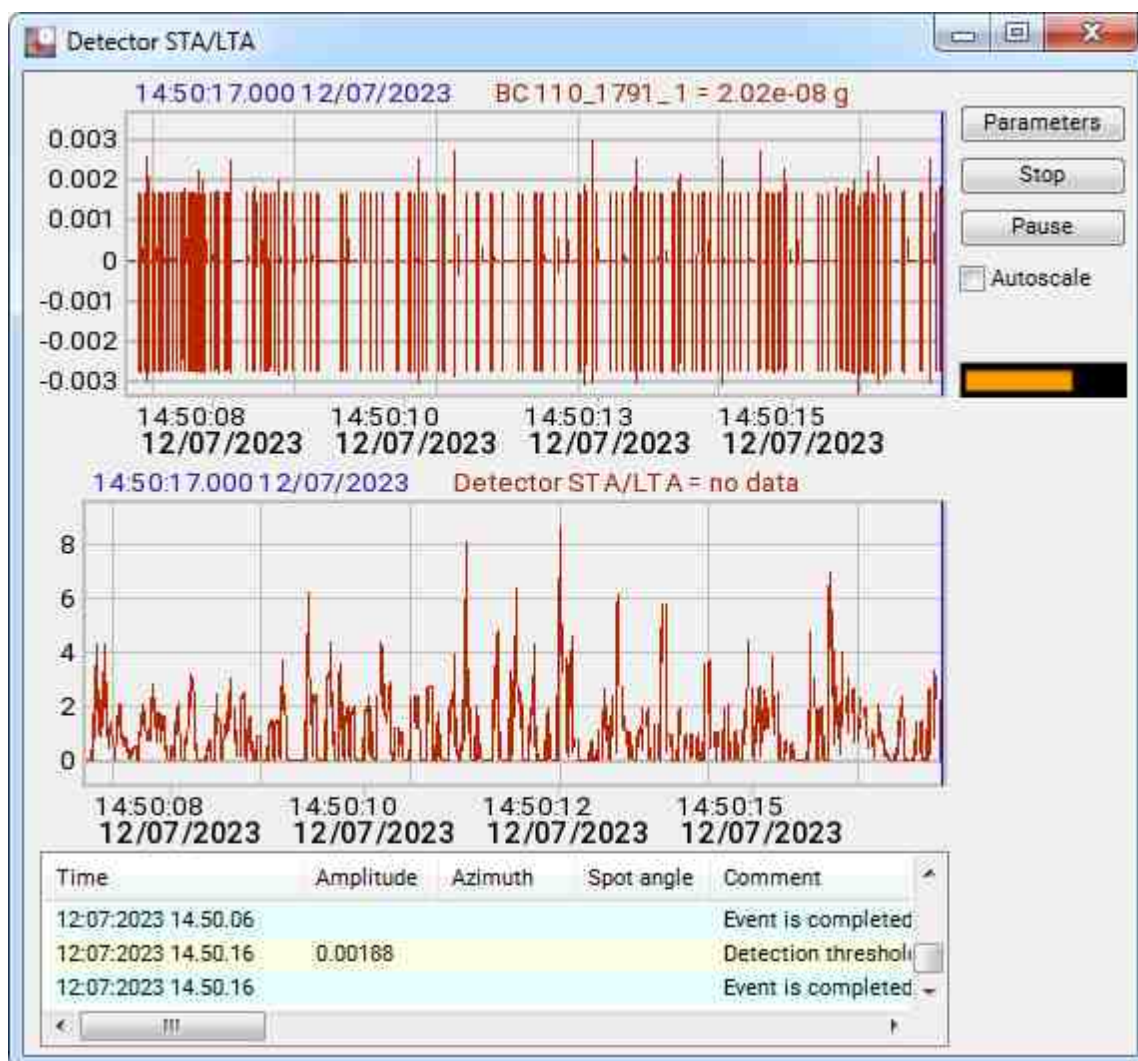 Detector STA/LTA
14:50:17.000 12/07/2023 BC110_1791_1 = 2.02e-08 g
Parameters
Stop
Pause
Autoscale
0.003
0.002
0.001
0
-0.001
-0.002
-0.003
14:50:08 14:50:10 14:50:13 14:50:15
12/07/2023 12/07/2023 12/07/2023 12/07/2023
14:50:17.000 12/07/2023 Detector STA/LTA = no data
8
6
4
2
0
14:50:08 14:50:10 14:50:12 14:50:15
12/07/2023 12/07/2023 12/07/2023 12/07/2023
Time Amplitude Azimuth Spot angle Comment
12:07:2023 14.50.06 Event is completed
12:07:2023 14.50.16 0.00188 Detection threshol
12:07:2023 14.50.16 Event is completed